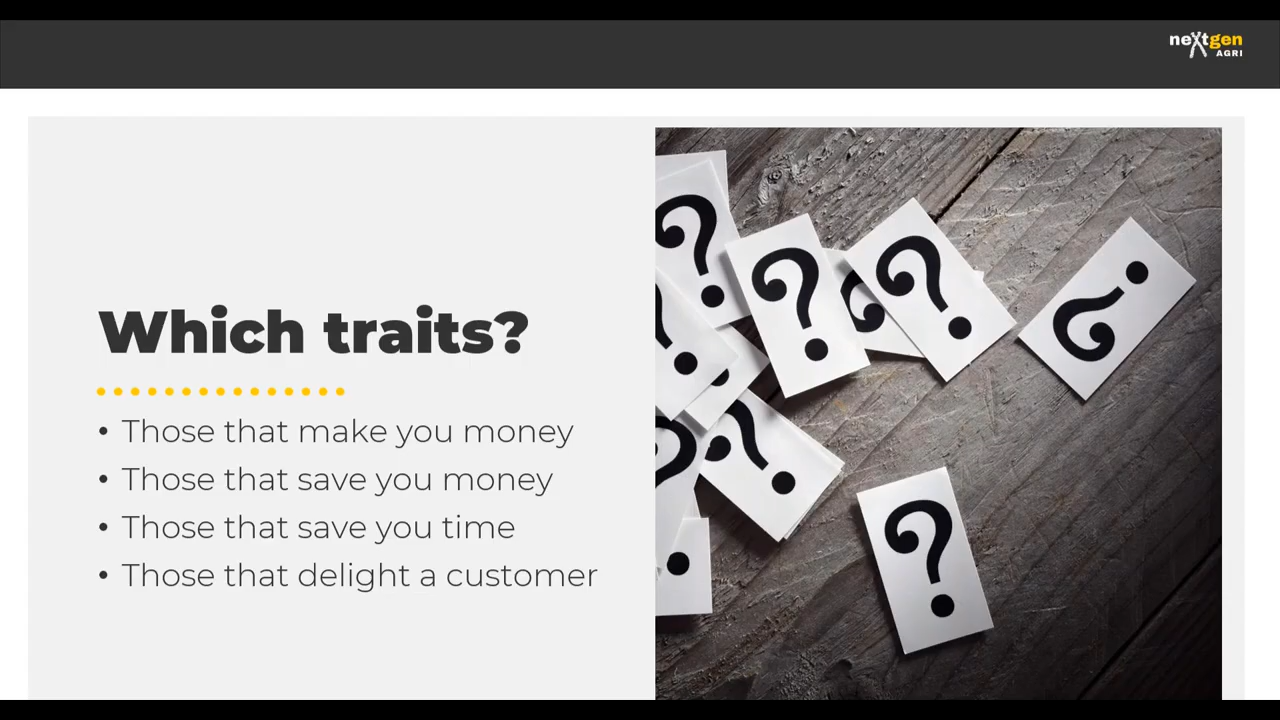 nextgen
AGRI
Which traits?
• Those that make you money
• Those that save you money
• Those that save you time
• Those that delight a customer
? ? ? ? ?
? ? ? ?
?